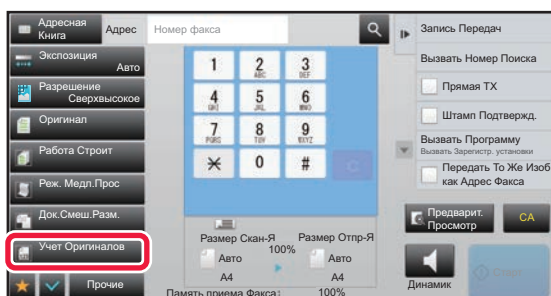 Адресная
Книга
Адрес
Номер факса
Запись Передач
Экспозиция
Авто
Вызвать Номер Поиска
Разрешение
Сверхвысокое
Прямая TX
Оригинал
Штамп Подтвержд.
Работа Строит
Вызвать Программу
Вызвать Зарегистр. установки
Реж. Медл.Прос
Передать То Же Изоб
как Адрес Факса
Док.Смеш.Разм.
Учет Оригиналов
Прочие
1
2 ABC
3 DEF
4 GHI
5 JKL
6 MNO
7 PQRS
8 TUV
9 WXYZ
0
#
C
Размер Скан-Я
100%
Размер Отпр-Я
Авто
A4
Авто
A4
Память приема Факса:
100%
Предварит.
Просмотр
CA
Динамик
Старт